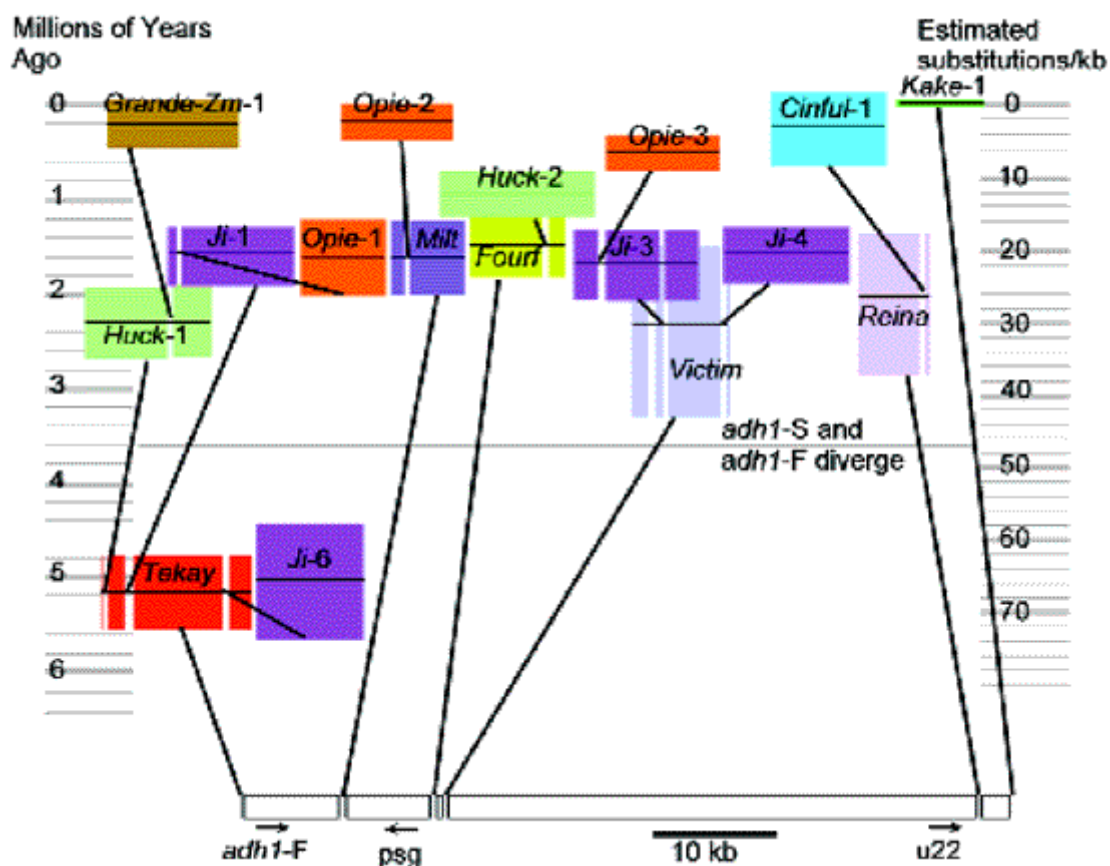 Millions of Years
Ago
Estimated
substitutions/kb
Grande-Zm-1
Opie-2
Opie-3
Cinful-1
Kake-1
0
0
Huck-2
1
10
Ji-1
Opie-1
Milt
Fourf
Ji-3
Ji-4
20
2
Huck-1
Reina
30
Victim
3
40
adh1-S and
adh1-F diverge
50
4
60
Tekay
Ji-6
5
70
6
adh1-F
psg
10 kb
u22